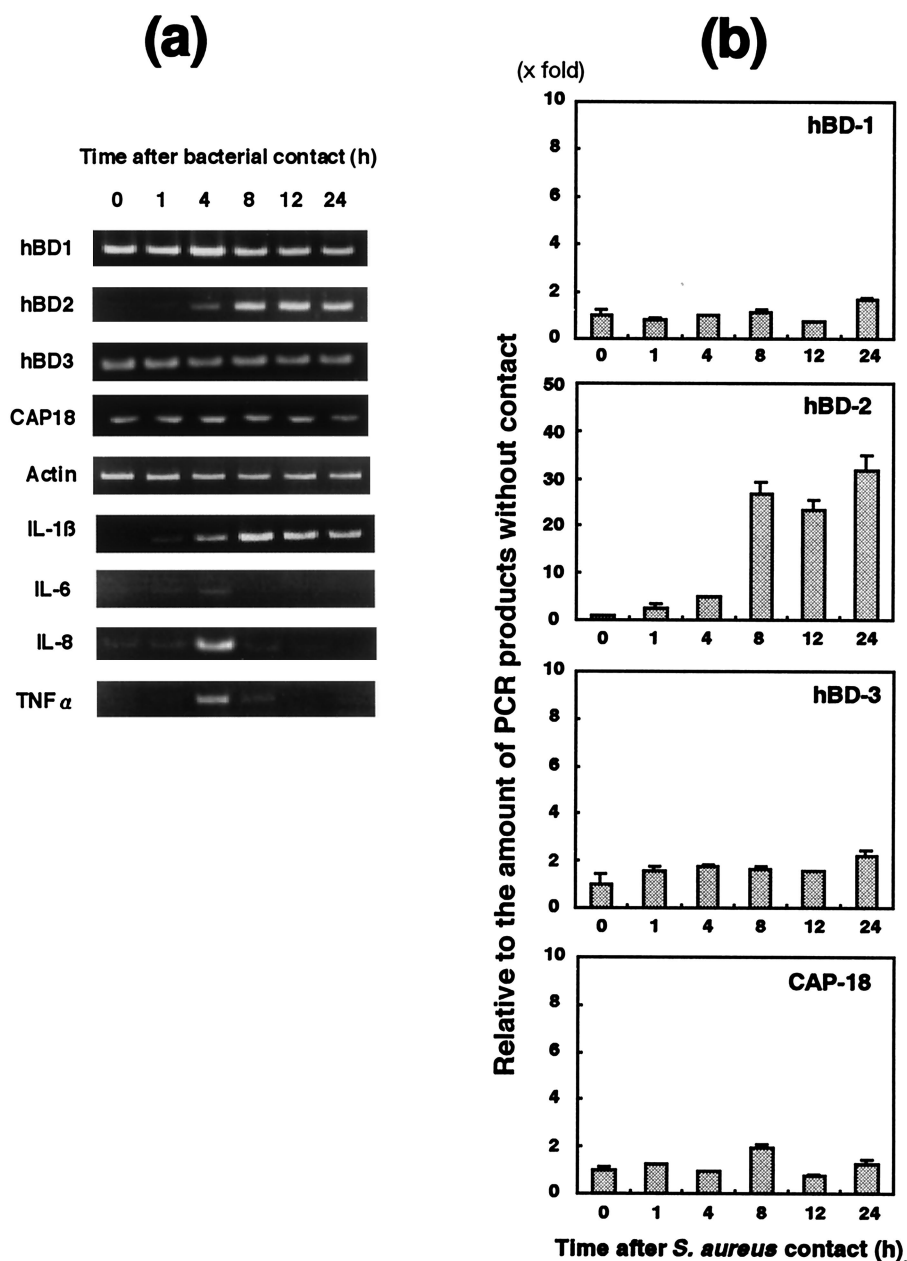 (a)
Time after bacterial contact (h)
0 1 4 8 12 24
hBD1
hBD2
hBD3
CAP18
Actin
IL-1ß
IL-6
IL-8
TNF α
(b)
(x fold)
Relative to the amount of PCR products without contact
hBD-1
10
8
6
4
2
0
0 1 4 8 12 24
hBD-2
50
40
30
20
10
0
0 1 4 8 12 24
hBD-3
10
8
6
4
2
0
0 1 4 8 12 24
CAP-18
10
8
6
4
2
0
0 1 4 8 12 24
Time after S. aureus contact (h)